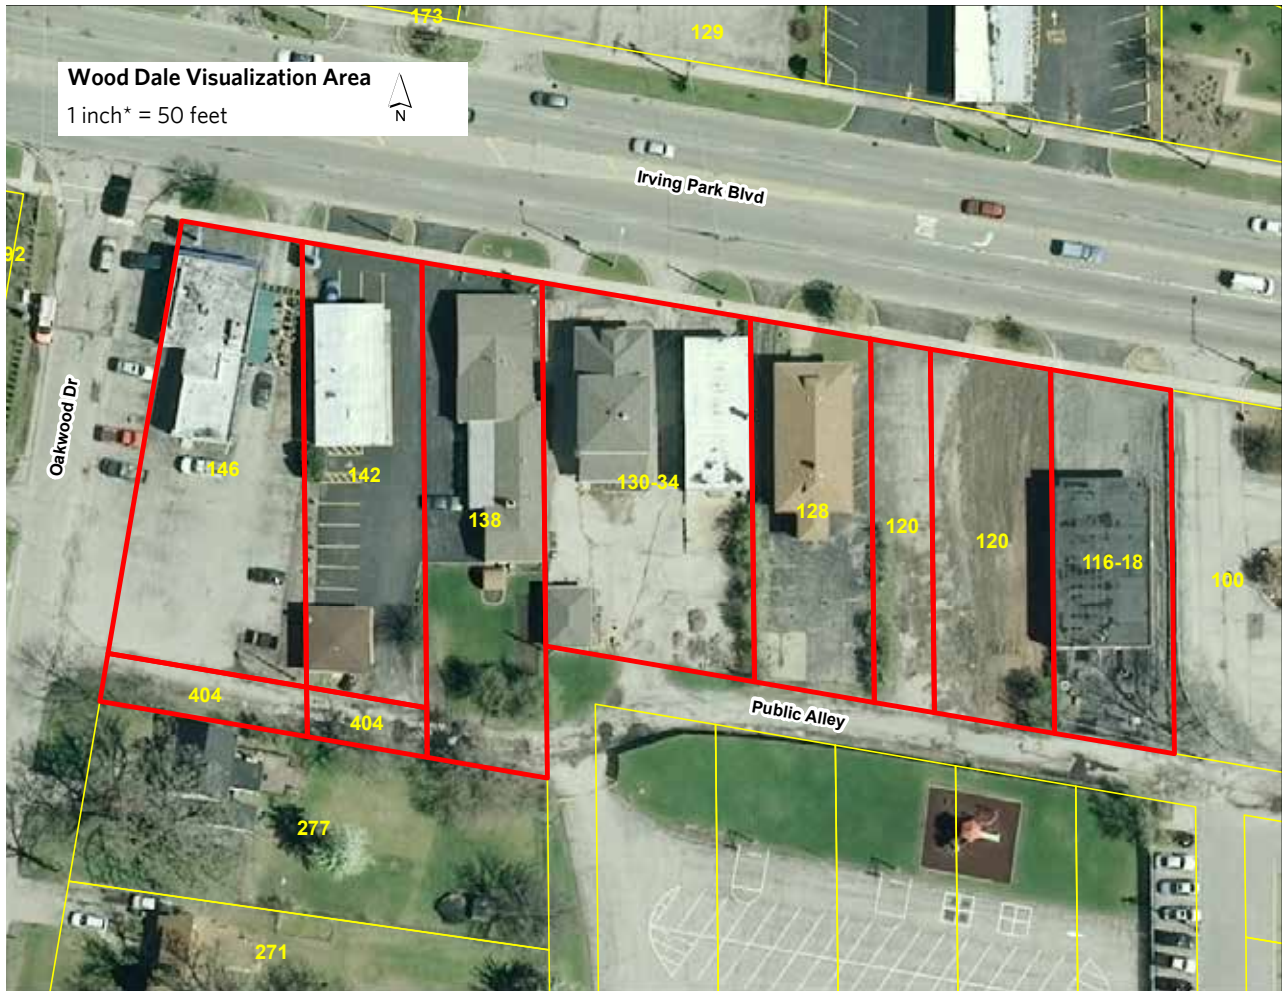 173
129
Wood Dale Visualization Area
1 inch* = 50 feet
N
Irving Park Blvd
92
Oakwood Dr
146
142
138
130-34
128
120
120
116-18
100
404
404
Public Alley
277
271